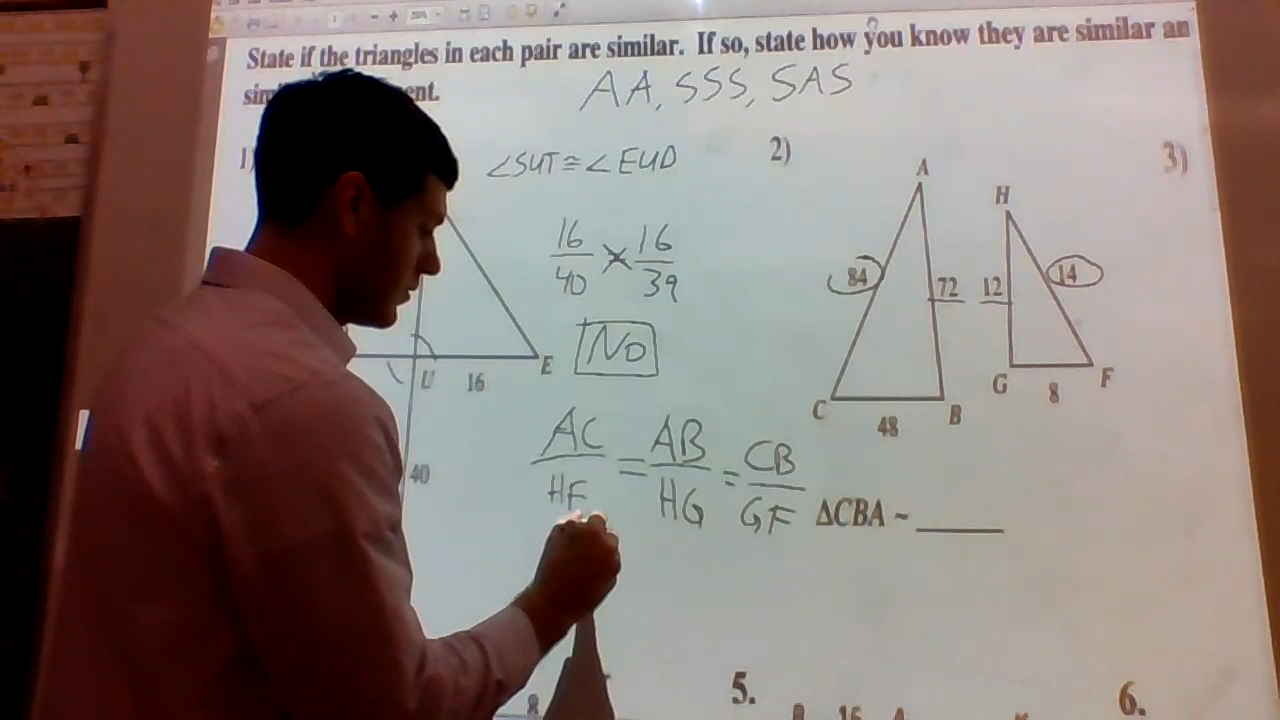 State if the triangles in each pair are similar. If so, state how you know they are similar an
AA, SSS, SAS
1)
∠SUT ≅ ∠EUD
2)
3)
A
H
16/40 × 16/39
84
72
12
14
NO
E
U
16
G
8
F
C
48
B
40
AC/HF = AB/HG = CB/GF
ΔCBA ~ ____
8
5.
16
6.